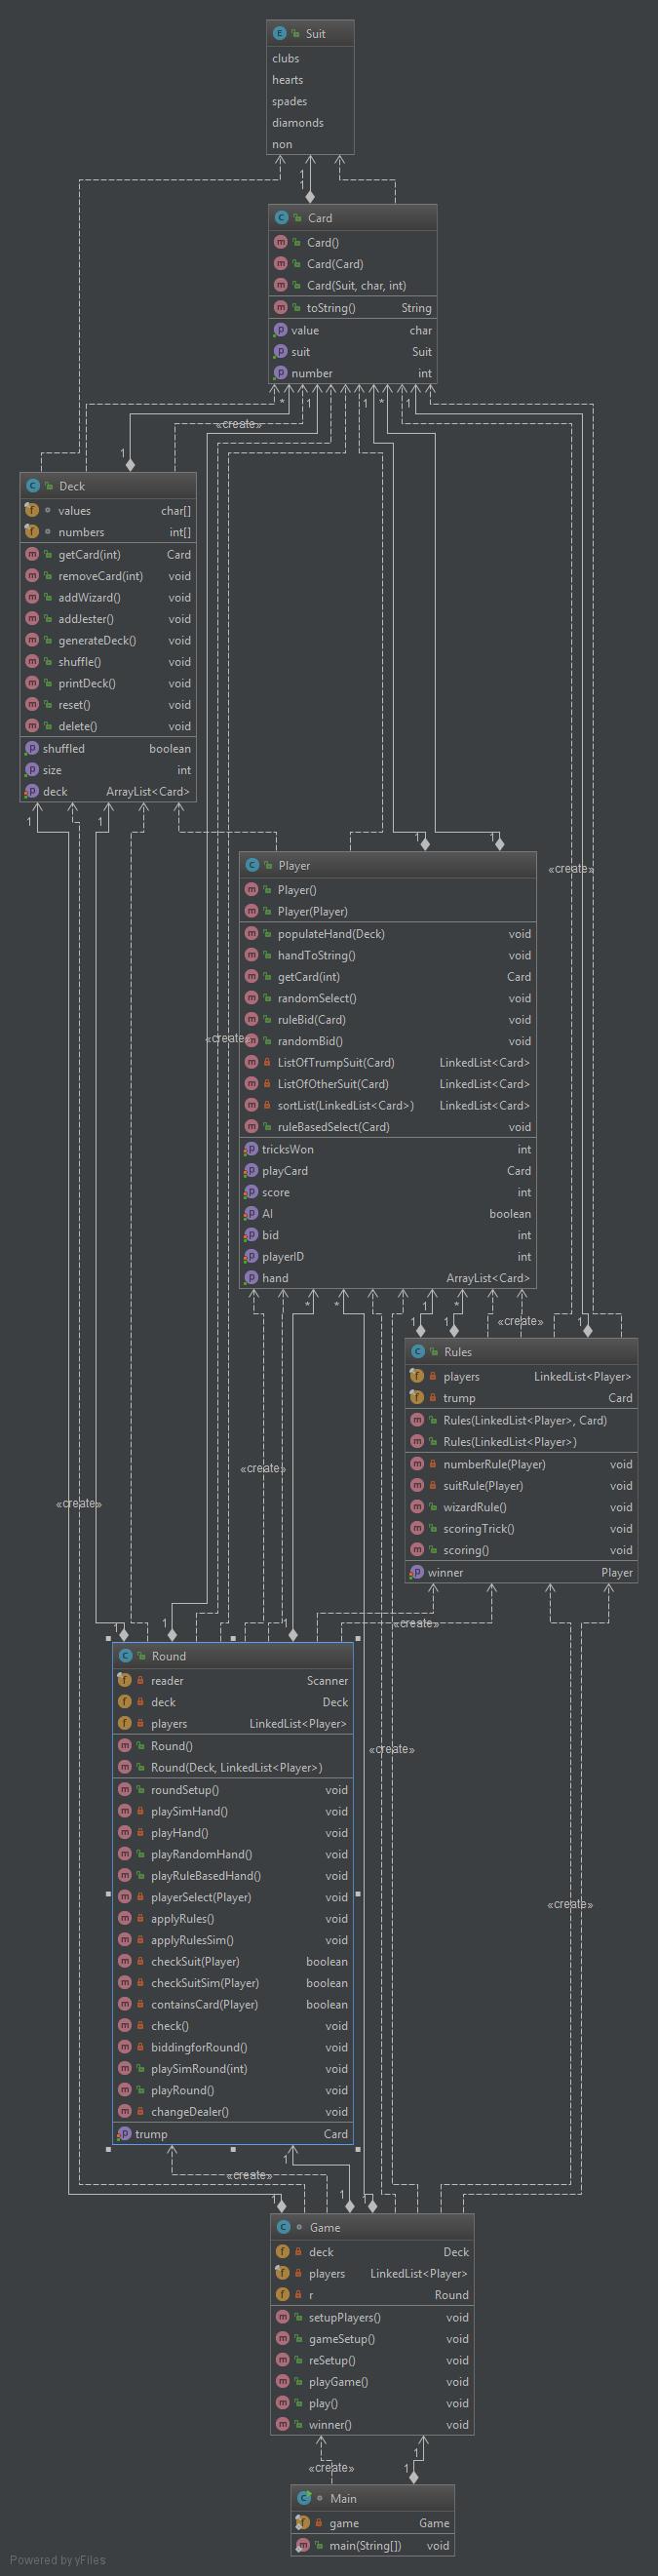 Suit
clubs
hearts
spades
diamonds
non
1
1
Card
Card()
Card(Card)
Card(Suit, char, int)
toString() String
value char
suit Suit
number int
* 1 1 * 1
«create»
1
Deck
values char[]
numbers int[]
getCard(int) Card
removeCard(int) void
addWizard() void
addJester() void
generateDeck() void
shuffle() void
printDeck() void
reset() void
delete() void
shuffled boolean
size int
deck ArrayList<Card>
1 1
1 1
Player
«create»
Player()
Player(Player)
populateHand(Deck) void
handToString() void
getCard(int) Card
randomSelect() void
ruleBid(Card) void
randomBid() void
«create»
ListOfTrumpSuit(Card) LinkedList<Card>
ListOfOtherSuit(Card) LinkedList<Card>
sortList(LinkedList<Card>) LinkedList<Card>
ruleBasedSelect(Card) void
tricksWon int
playCard Card
score int
AI boolean
bid int
playerID int
hand ArrayList<Card>
* * 1 *
1 1 «create» 1
Rules
players LinkedList<Player>
trump Card
Rules(LinkedList<Player>, Card)
Rules(LinkedList<Player>)
numberRule(Player) void
«create»
suitRule(Player) void
«create»
wizardRule() void
scoringTrick() void
scoring() void
winner Player
1 1 1 «create»
Round
reader Scanner
deck Deck
players LinkedList<Player>
Round()
«create»
Round(Deck, LinkedList<Player>)
roundSetup() void
playSimHand() void
playHand() void
playRandomHand() void
playRuleBasedHand() void
playerSelect(Player) void
«create»
applyRules() void
applyRulesSim() void
checkSuit(Player) boolean
checkSuitSim(Player) boolean
containsCard(Player) boolean
check() void
biddingforRound() void
playSimRound(int) void
playRound() void
changeDealer() void
trump Card
1
«create»
1 1 1
Game
deck Deck
players LinkedList<Player>
r Round
setupPlayers() void
gameSetup() void
reSetup() void
playGame() void
play() void
winner() void
1
«create» 1
Main
game Game
main(String[]) void
Powered by yFiles